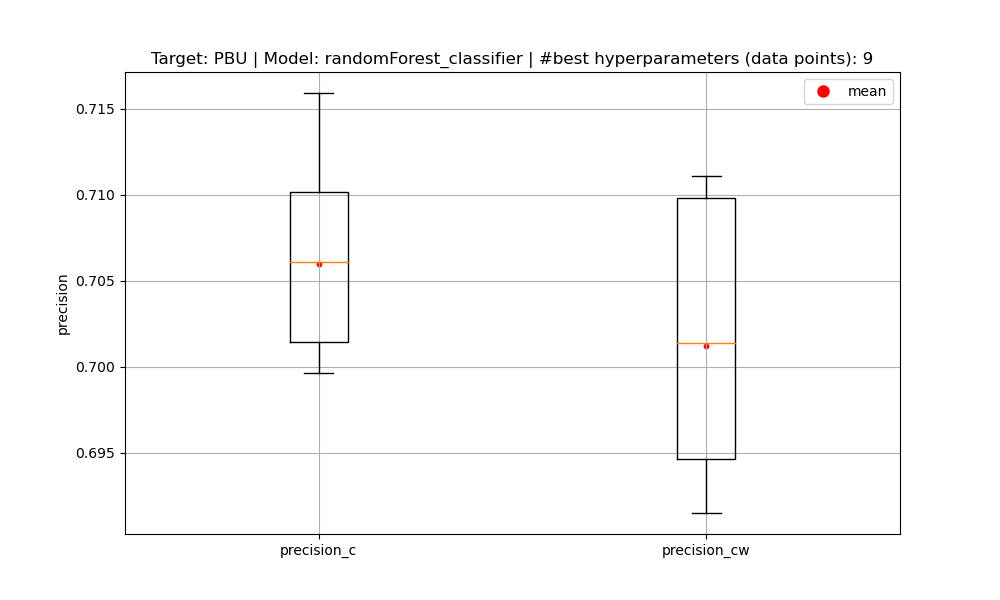 Target: PBU | Model: randomForest_classifier | #best hyperparameters (data points): 9
mean
0.715
0.710
0.705
0.700
0.695
precision
precision_c
precision_cw